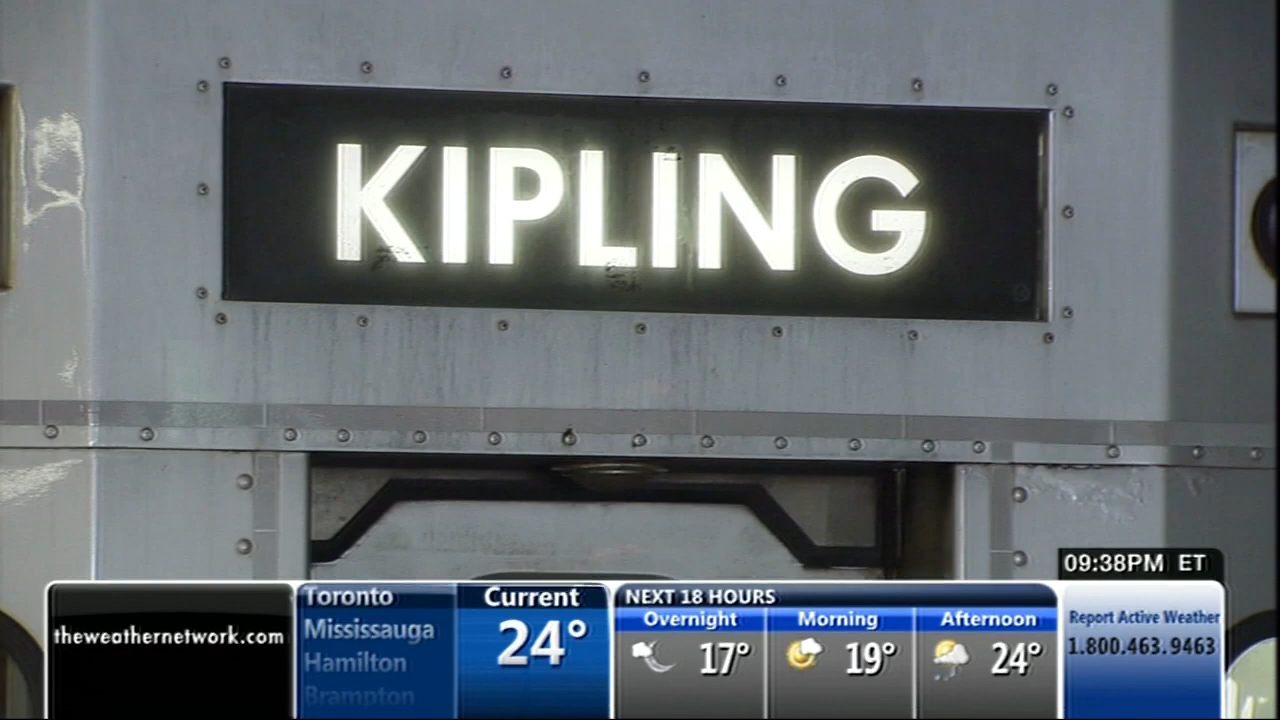 KIPLING
09:38PM ET
theweathernetwork.com
Toronto
Mississauga
Hamilton
Brampton
Current
24°
NEXT 18 HOURS
Overnight
17°
Morning
19°
Afternoon
24°
Report Active Weather
1.800.463.9463